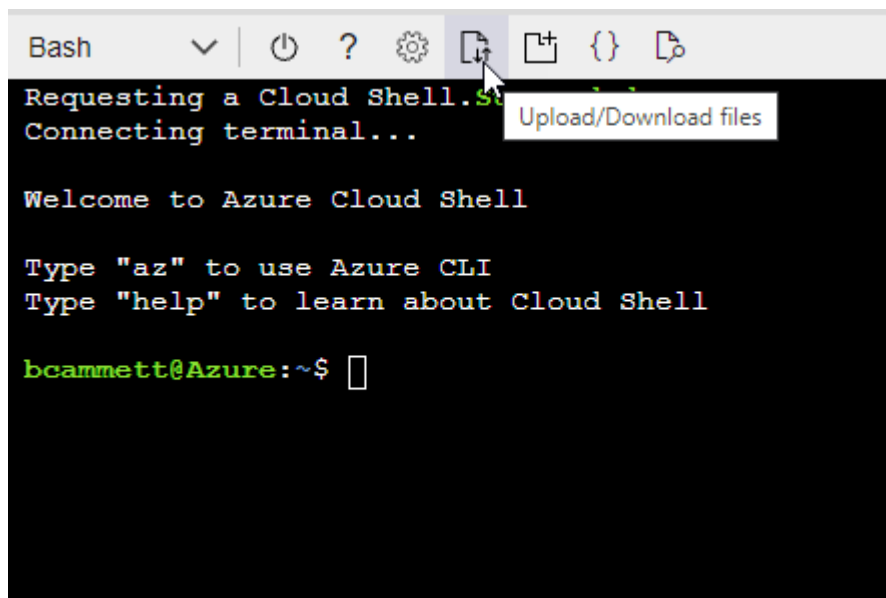 Bash
?
{}
Requesting a Cloud Shell.
Upload/Download files
Connecting terminal...
Welcome to Azure Cloud Shell
Type "az" to use Azure CLI
Type "help" to learn about Cloud Shell
bcammett@Azure:~$